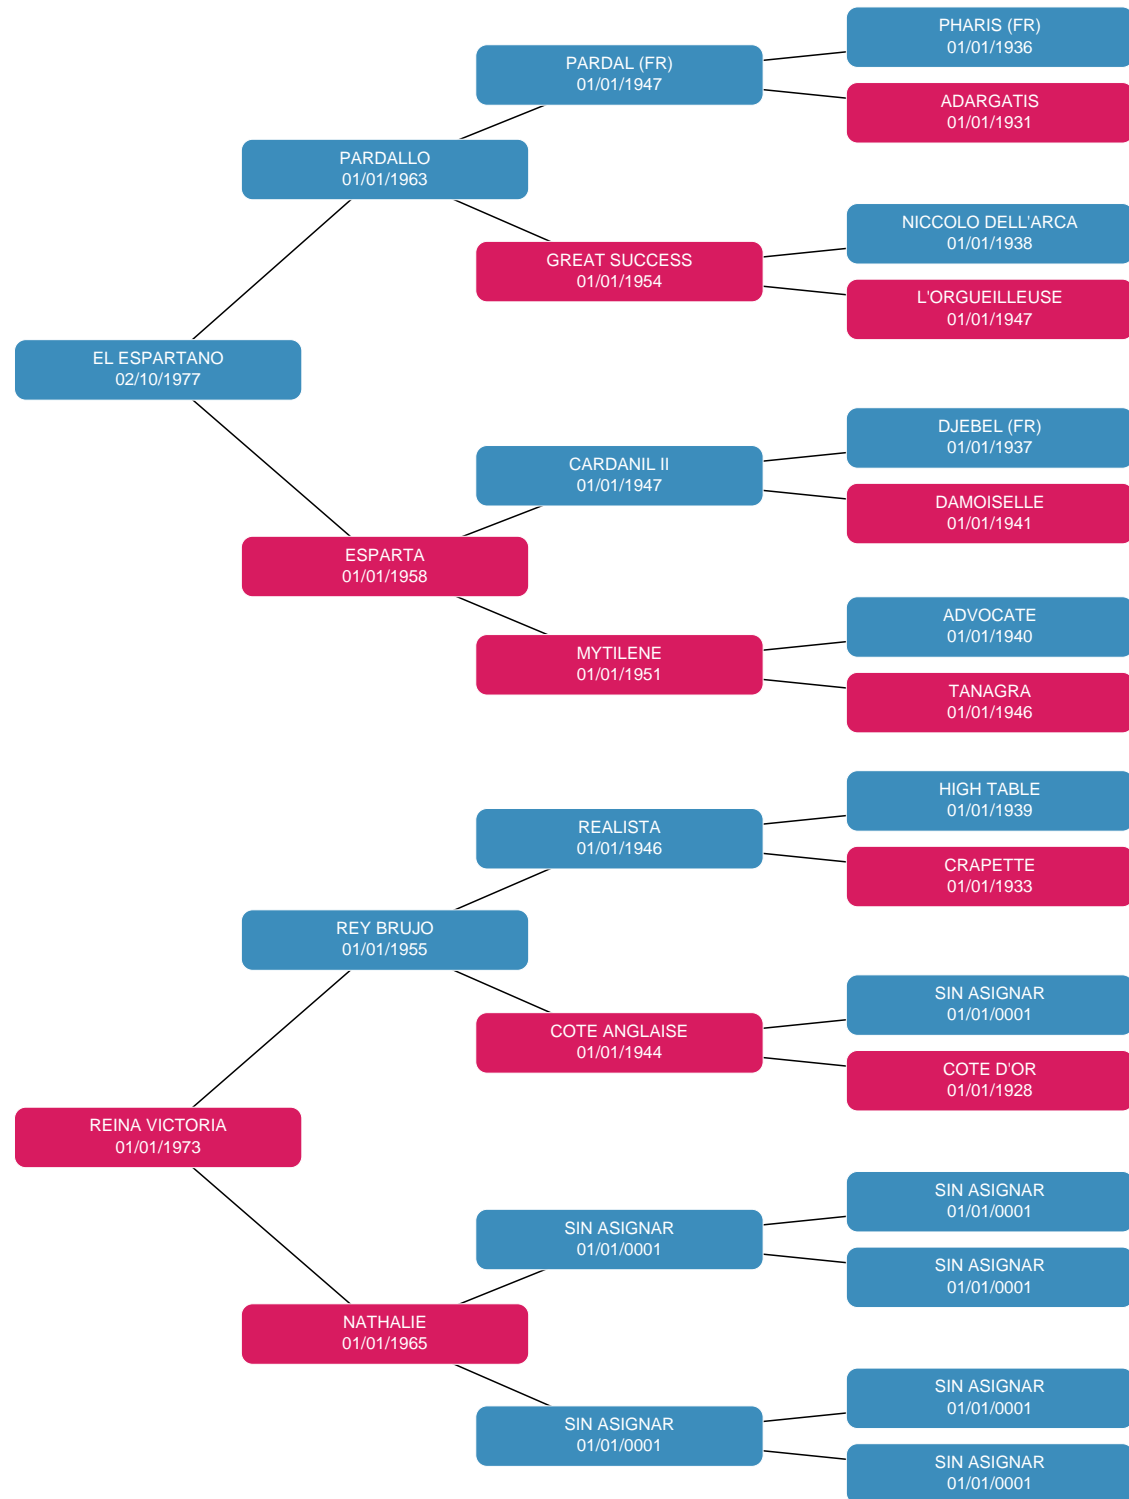 PHARIS (FR)
01/01/1936
PARDAL (FR)
01/01/1947
ADARGATIS
01/01/1931
PARDALLO
01/01/1963
NICCOLO DELL'ARCA
01/01/1938
GREAT SUCCESS
01/01/1954
L'ORGUEILLEUSE
01/01/1947
EL ESPARTANO
02/10/1977
DJEBEL (FR)
01/01/1937
CARDANIL II
01/01/1947
DAMOISELLE
01/01/1941
ESPARTA
01/01/1958
ADVOCATE
01/01/1940
MYTILENE
01/01/1951
TANAGRA
01/01/1946
HIGH TABLE
01/01/1939
REALISTA
01/01/1946
CRAPETTE
01/01/1933
REY BRUJO
01/01/1955
SIN ASIGNAR
01/01/0001
COTE ANGLAISE
01/01/1944
COTE D'OR
01/01/1928
REINA VICTORIA
01/01/1973
SIN ASIGNAR
01/01/0001
SIN ASIGNAR
01/01/0001
SIN ASIGNAR
01/01/0001
NATHALIE
01/01/1965
SIN ASIGNAR
01/01/0001
SIN ASIGNAR
01/01/0001
SIN ASIGNAR
01/01/0001